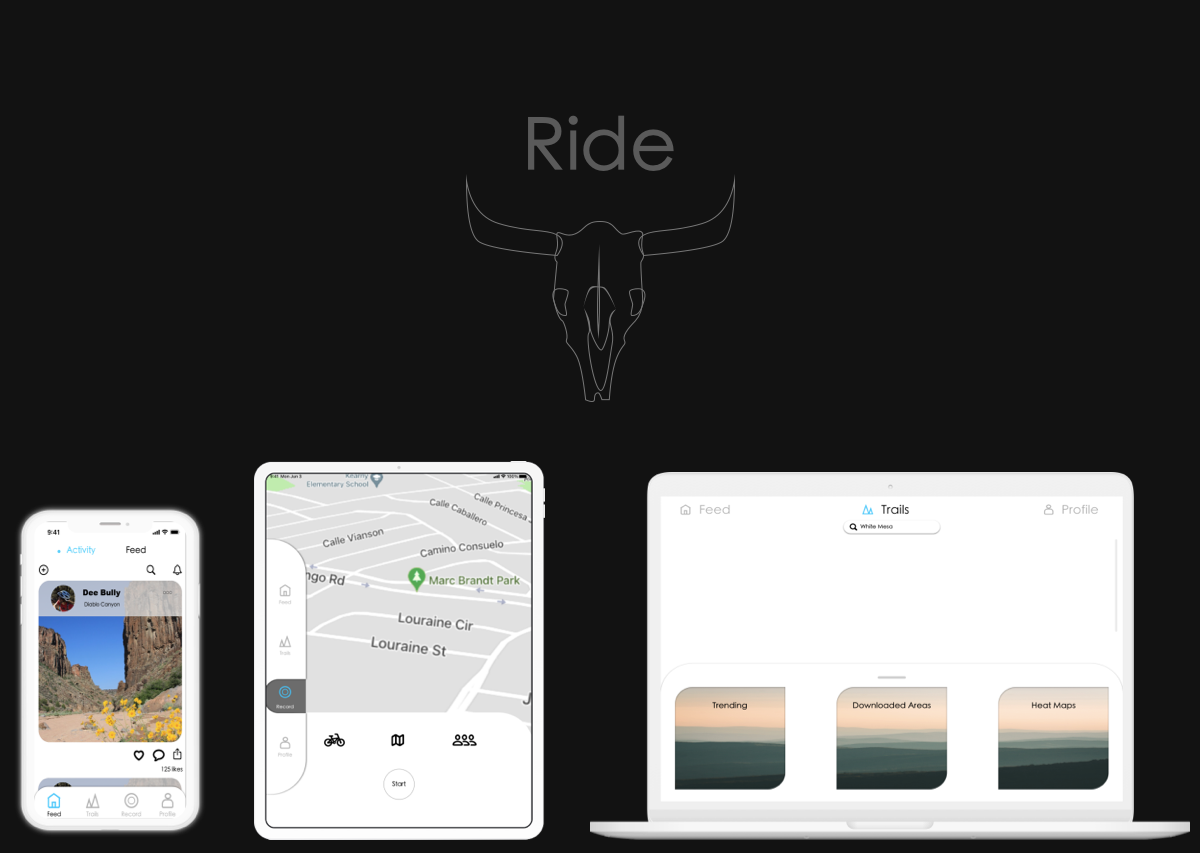 Ride
9:41
Activity
Feed
Dee Bully
Diablo Canyon
125 likes
Feed
Trails
Record
Profile
9:41 Mon Jun 3
100%
Kearny
Elementary School
Calle Princesa J
Calle Caballero
Calle Vianson
Camino Consuelo
ngo Rd
Marc Brandt Park
Louraine Cir
Louraine St
J
Feed
Trails
Record
Profile
Start
Feed
Trails
Profile
White Mesa
Trending
Downloaded Areas
Heat Maps